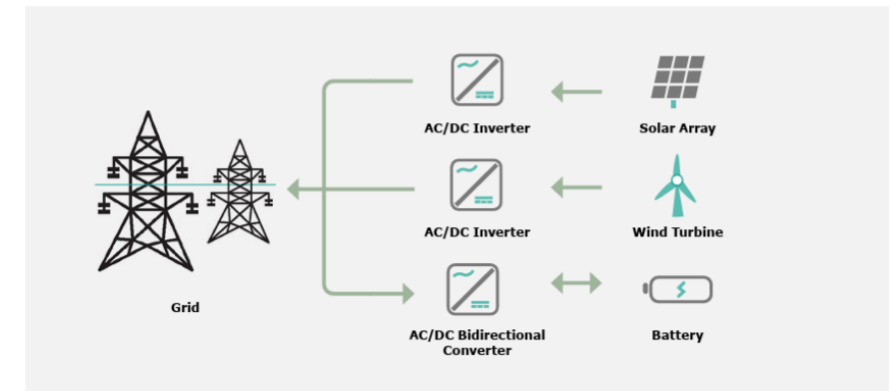 AC/DC Inverter
Solar Array
AC/DC Inverter
Wind Turbine
Grid
AC/DC Bidirectional
Converter
Battery